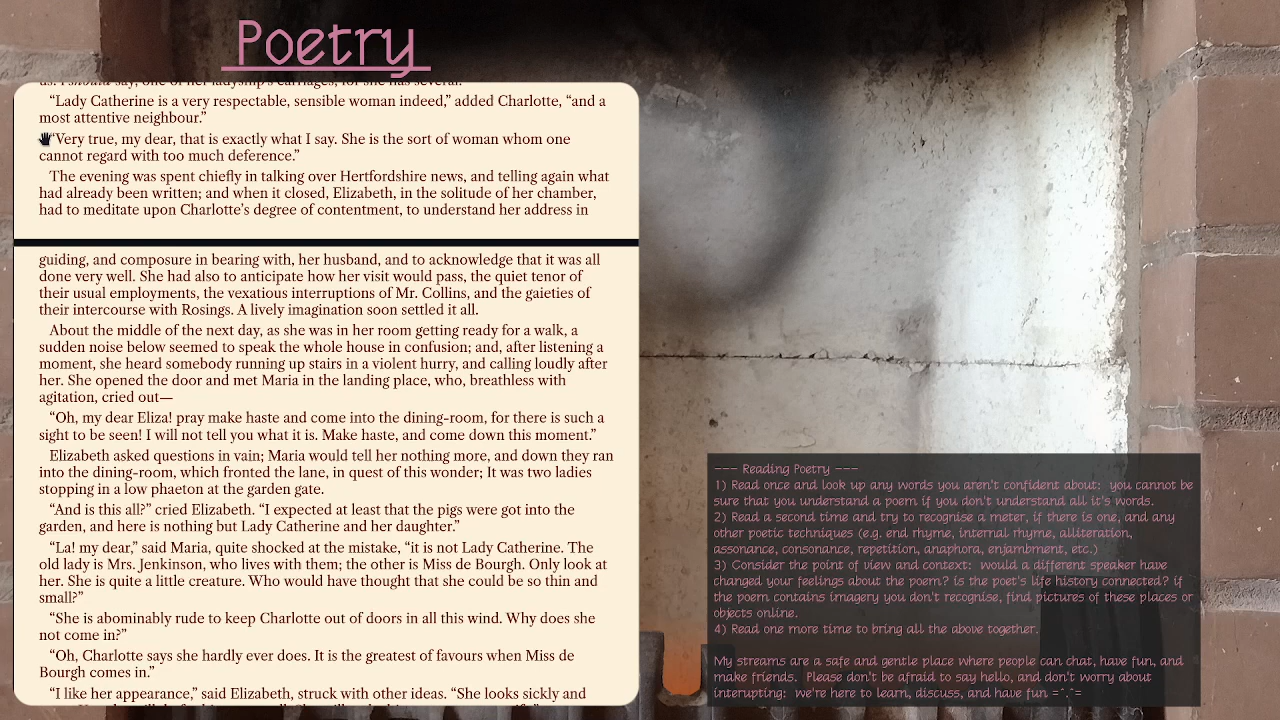 Poetry
us. I should say, one of her ladyship's carriages, for she has several.”
“Lady Catherine is a very respectable, sensible woman indeed,” added Charlotte, “and a
most attentive neighbour.”
“Very true, my dear, that is exactly what I say. She is the sort of woman whom one
cannot regard with too much deference.”
The evening was spent chiefly in talking over Hertfordshire news, and telling again what
had already been written; and when it closed, Elizabeth, in the solitude of her chamber,
had to meditate upon Charlotte’s degree of contentment, to understand her address in
guiding, and composure in bearing with, her husband, and to acknowledge that it was all
done very well. She had also to anticipate how her visit would pass, the quiet tenor of
their usual employments, the vexatious interruptions of Mr. Collins, and the gaieties of
their intercourse with Rosings. A lively imagination soon settled it all.
About the middle of the next day, as she was in her room getting ready for a walk, a
sudden noise below seemed to speak the whole house in confusion; and, after listening a
moment, she heard somebody running up stairs in a violent hurry, and calling loudly after
her. She opened the door and met Maria in the landing place, who, breathless with
agitation, cried out—
“Oh, my dear Eliza! pray make haste and come into the dining-room, for there is such a
sight to be seen! I will not tell you what it is. Make haste, and come down this moment.”
Elizabeth asked questions in vain; Maria would tell her nothing more, and down they ran
into the dining-room, which fronted the lane, in quest of this wonder; It was two ladies
stopping in a low phaeton at the garden gate.
“And is this all?” cried Elizabeth. “I expected at least that the pigs were got into the
garden, and here is nothing but Lady Catherine and her daughter.”
“La! my dear,” said Maria, quite shocked at the mistake, “it is not Lady Catherine. The
old lady is Mrs. Jenkinson, who lives with them; the other is Miss de Bourgh. Only look at
her. She is quite a little creature. Who would have thought that she could be so thin and
small?”
“She is abominably rude to keep Charlotte out of doors in all this wind. Why does she
not come in?”
“Oh, Charlotte says she hardly ever does. It is the greatest of favours when Miss de
Bourgh comes in.”
“I like her appearance,” said Elizabeth, struck with other ideas. “She looks sickly and
--- Reading Poetry ---
1) Read once and look up any words you aren't confident about: you cannot be
sure that you understand a poem if you don't understand all it's words.
2) Read a second time and try to recognise a meter, if there is one, and any
other poetic techniques (e.g. end rhyme, internal rhyme, alliteration,
assonance, consonance, repetition, anaphora, enjambment, etc.)
3) Consider the point of view and context: would a different speaker have
changed your feelings about the poem? is the poet's life history connected? if
the poem contains imagery you don't recognise, find pictures of these places or
objects online.
4) Read one more time to bring all the above together.
My streams are a safe and gentle place where people can chat, have fun, and
make friends. Please don't be afraid to say hello, and don't worry about
interupting: we're here to learn, discuss, and have fun =^.^=